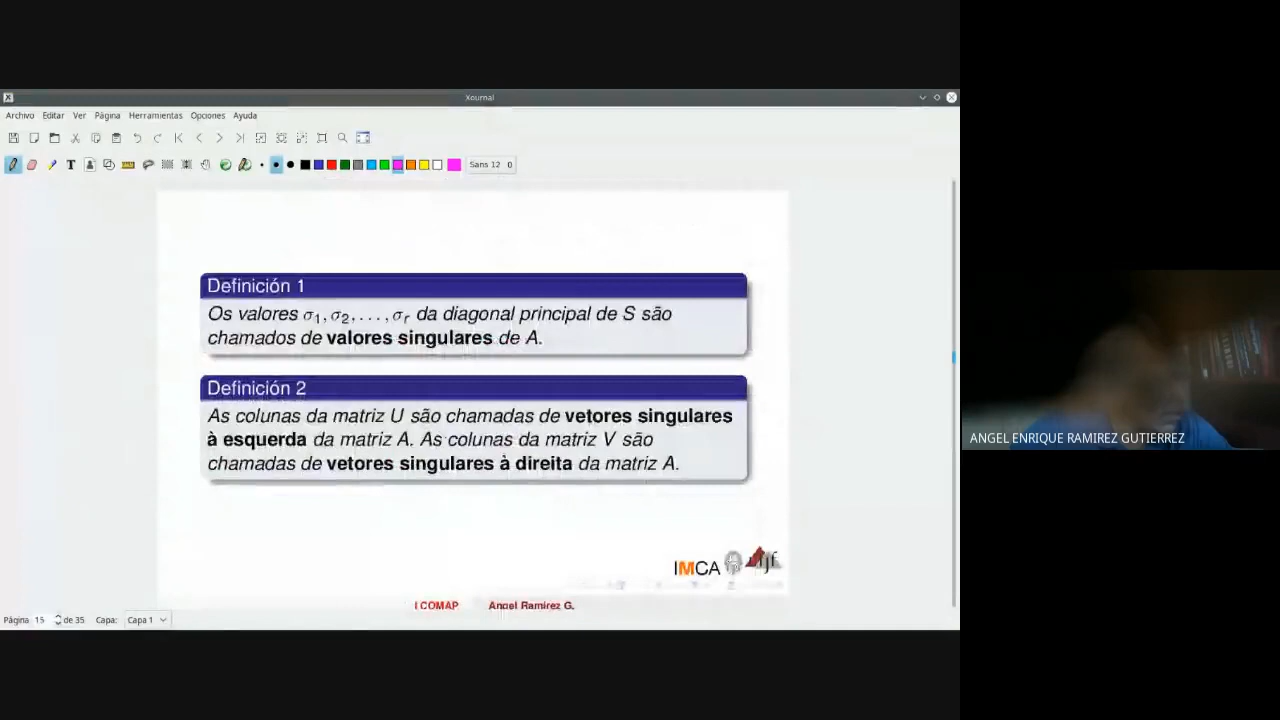 Xournal
Archivo Editar Ver Página Herramientas Opciones Ayuda
Sans 12 0
Definición 1
Os valores σ₁, σ₂, . . . , σᵣ da diagonal principal de S são
chamados de valores singulares de A.
Definición 2
As colunas da matriz U são chamadas de vetores singulares
à esquerda da matriz A. As colunas da matriz V são
chamadas de vetores singulares à direita da matriz A.
IMCA
I COMAP Angel Ramirez G.
Página 15 de 35 Capa: Capa 1
ANGEL ENRIQUE RAMIREZ GUTIERREZ